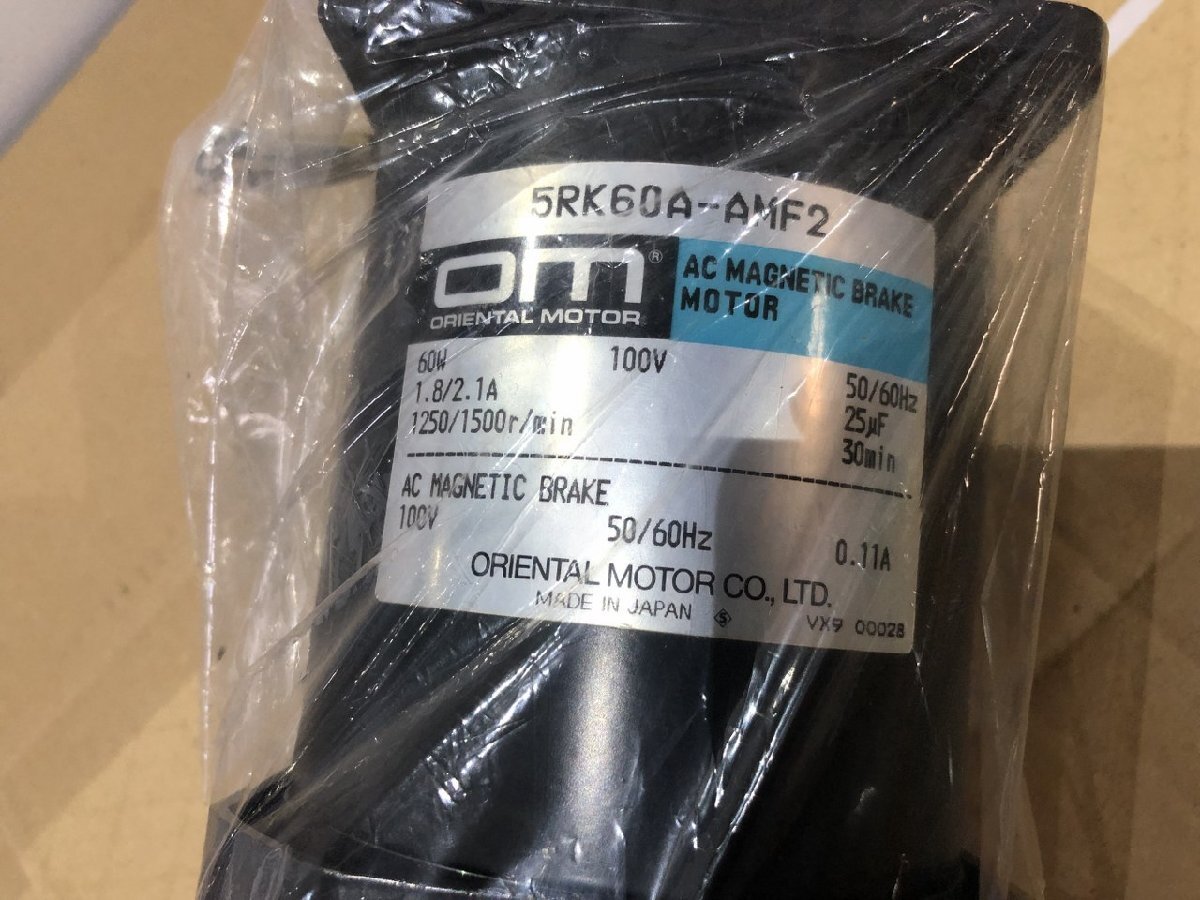 5RK60A-AMF2
om®
ORIENTAL MOTOR
AC MAGNETIC BRAKE
MOTOR
60W 100V 50/60Hz
1.8/2.1A 25µF
1250/1500r/min 30min
AC MAGNETIC BRAKE
100V 50/60Hz 0.11A
ORIENTAL MOTOR CO., LTD.
MADE IN JAPAN S VX9 00028